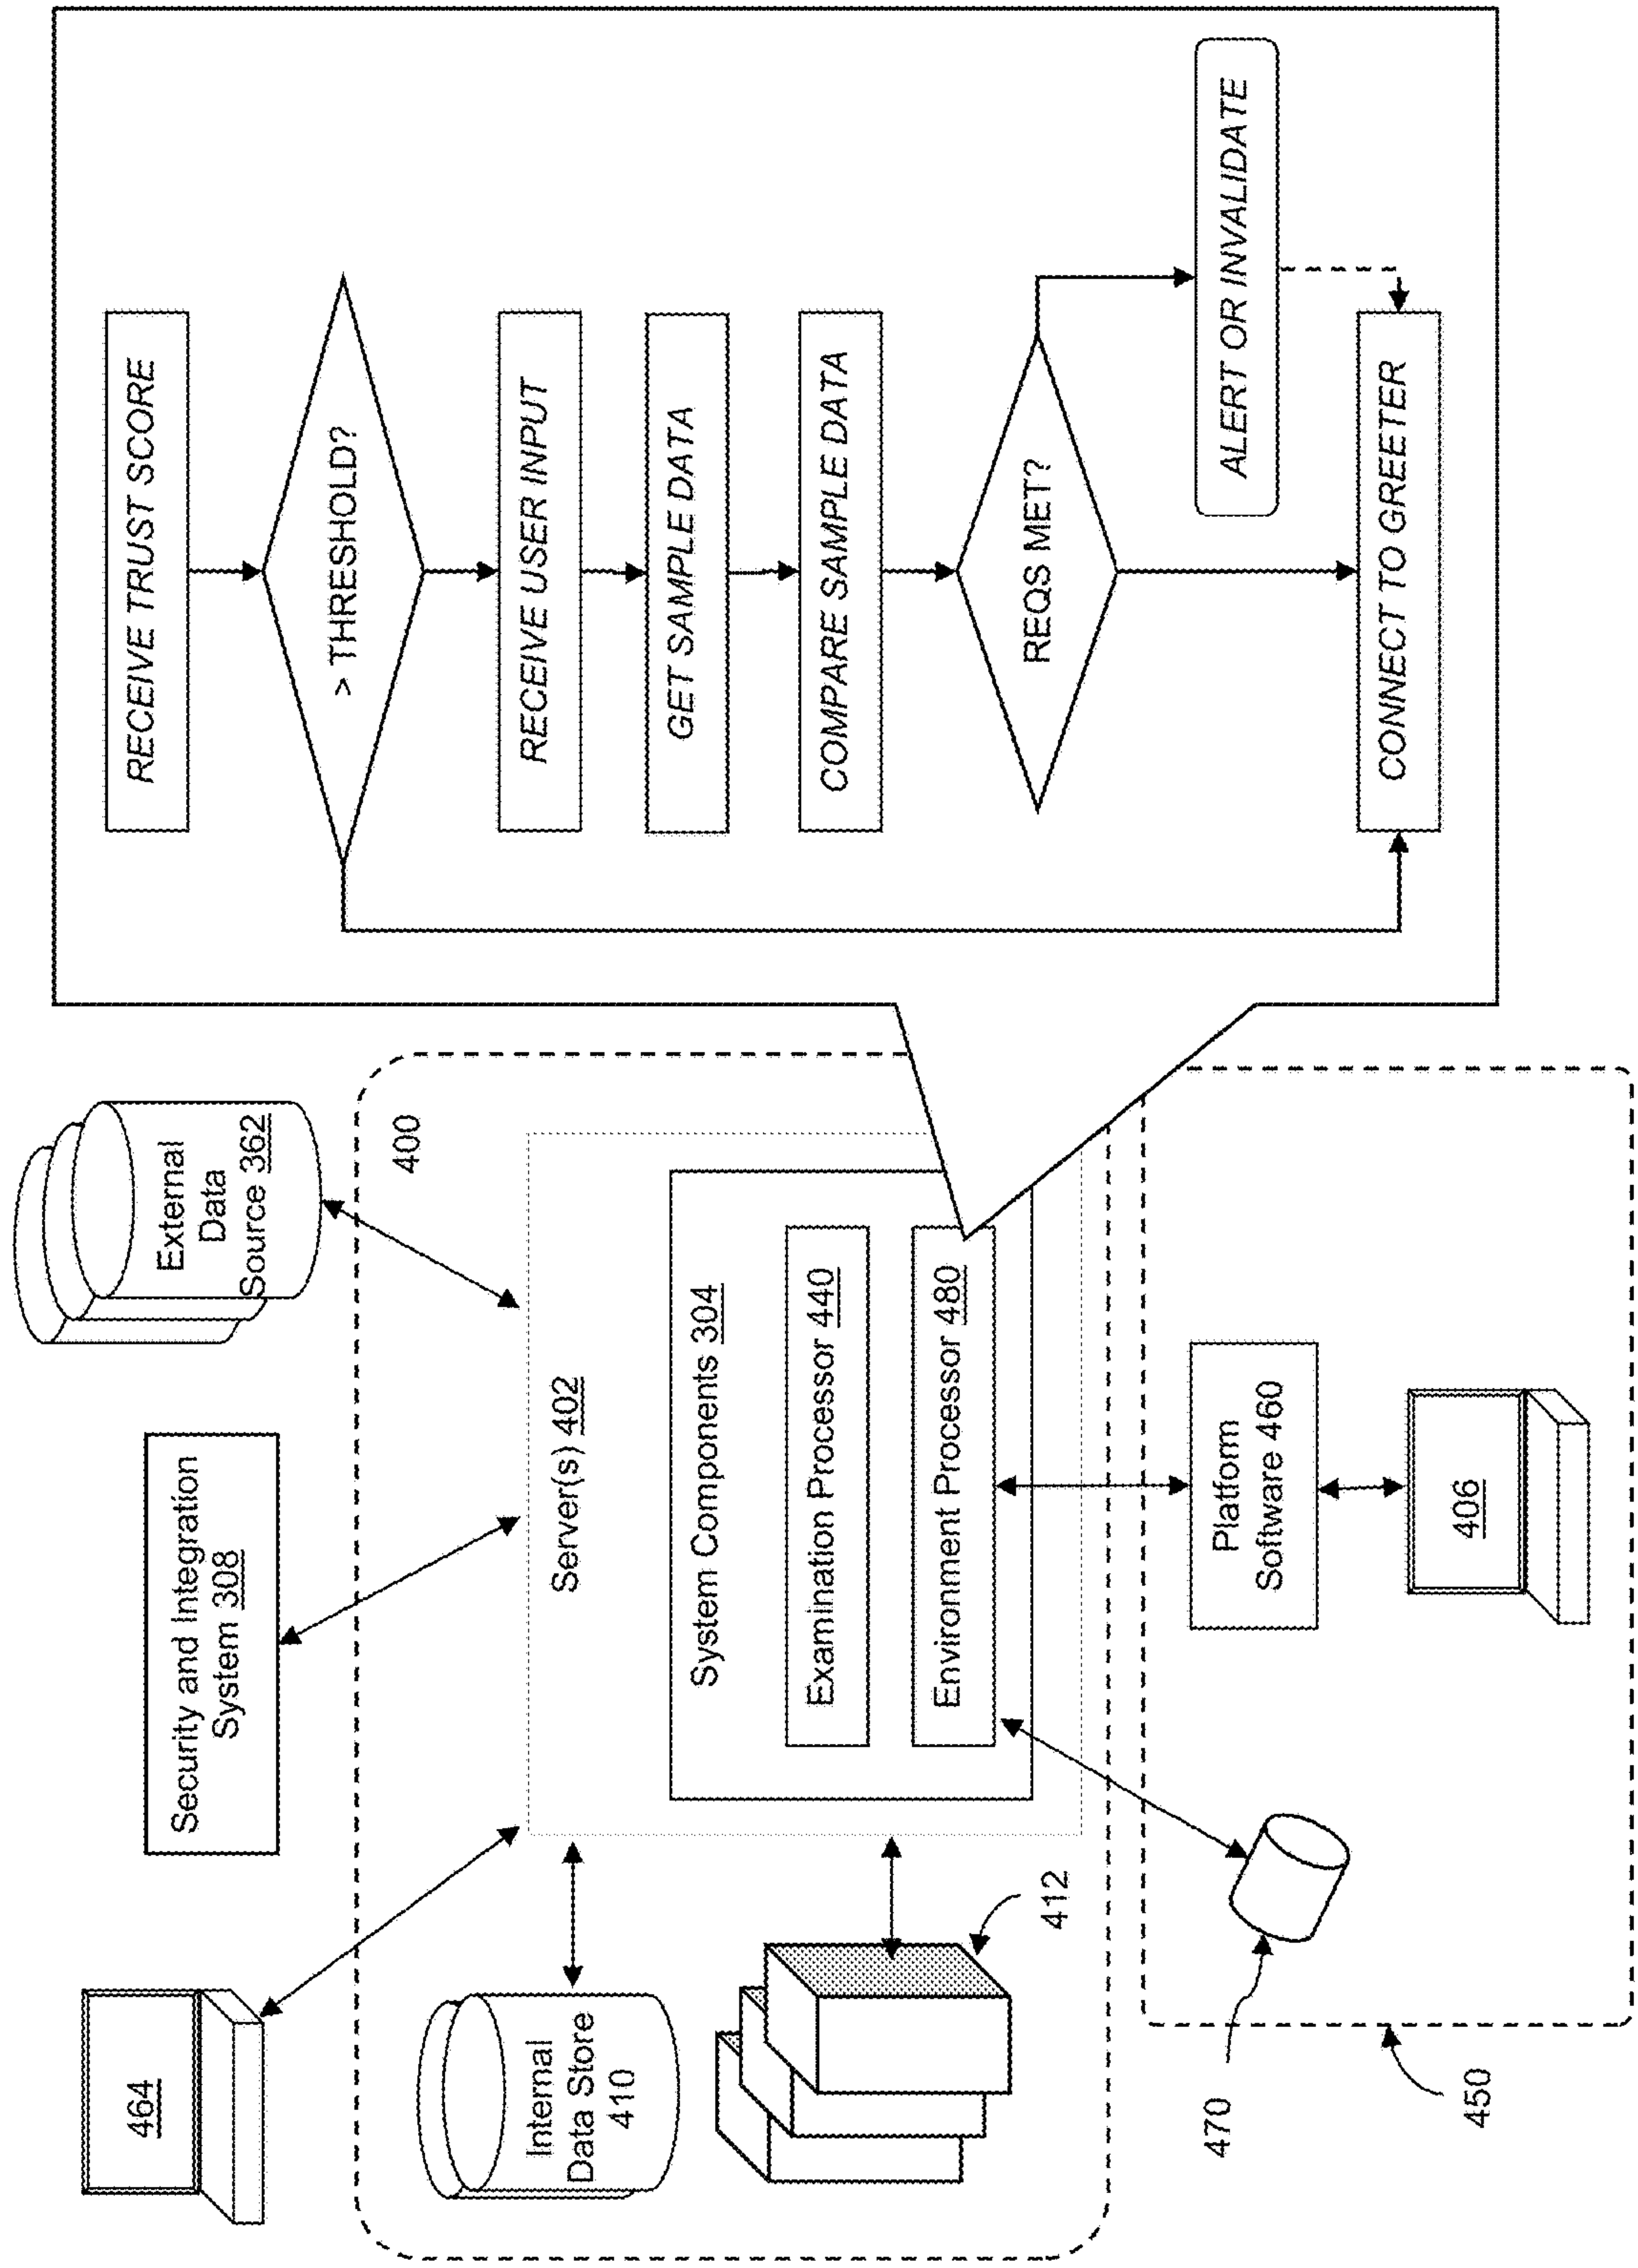 464
Security and Integration
System 308
External
Data
Source 362
400
Internal
Data Store
410
412
Server(s) 402
System Components 304
Examination Processor 440
Environment Processor 480
470
450
Platform
Software 460
406
RECEIVE TRUST SCORE
> THRESHOLD?
RECEIVE USER INPUT
GET SAMPLE DATA
COMPARE SAMPLE DATA
REQS MET?
ALERT OR INVALIDATE
CONNECT TO GREETER